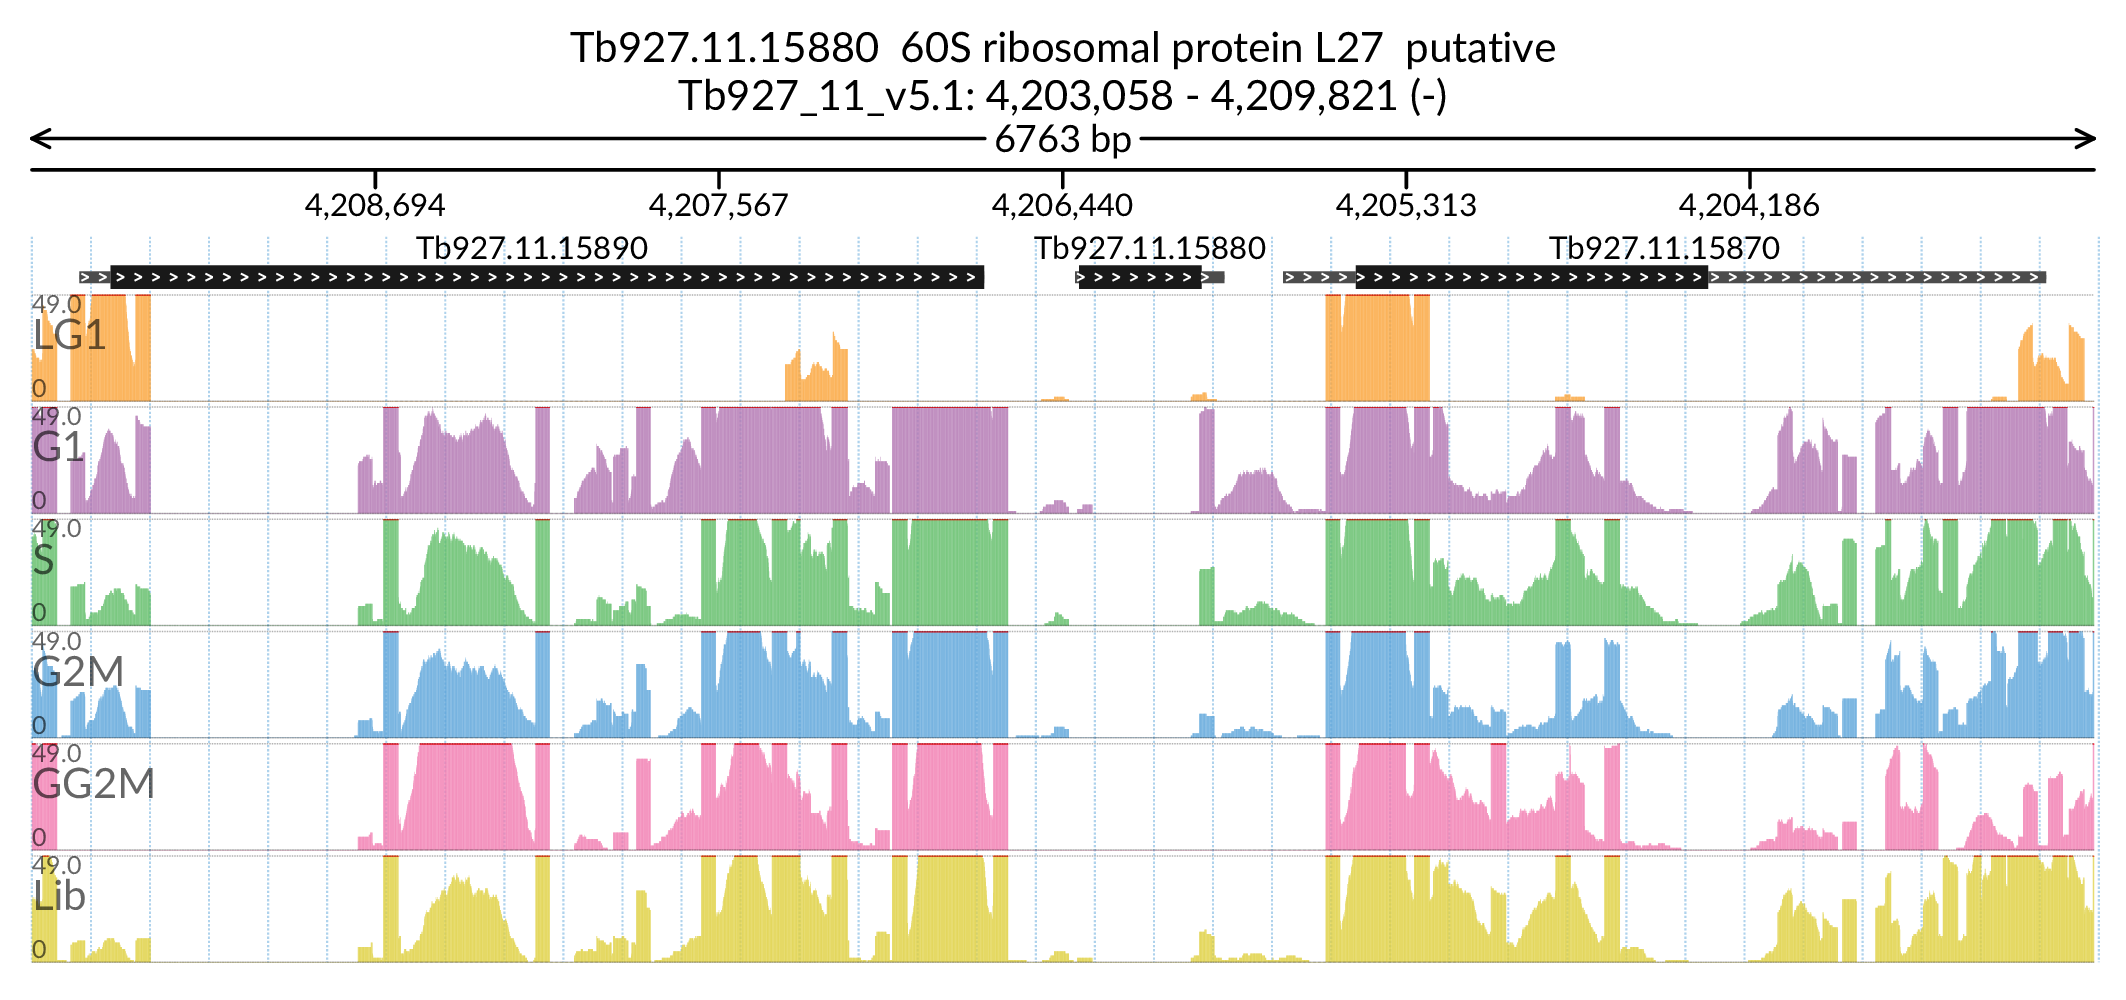 Tb927.11.15880  60S ribosomal protein L27  putative
Tb927_11_v5.1: 4,203,058 - 4,209,821 (-)
6763 bp
4,208,694 4,207,567 4,206,440 4,205,313 4,204,186
Tb927.11.15890 Tb927.11.15880 Tb927.11.15870
49.0
LG1
0
49.0
G1
0
49.0
S
0
49.0
G2M
0
49.0
GG2M
0
49.0
Lib
0